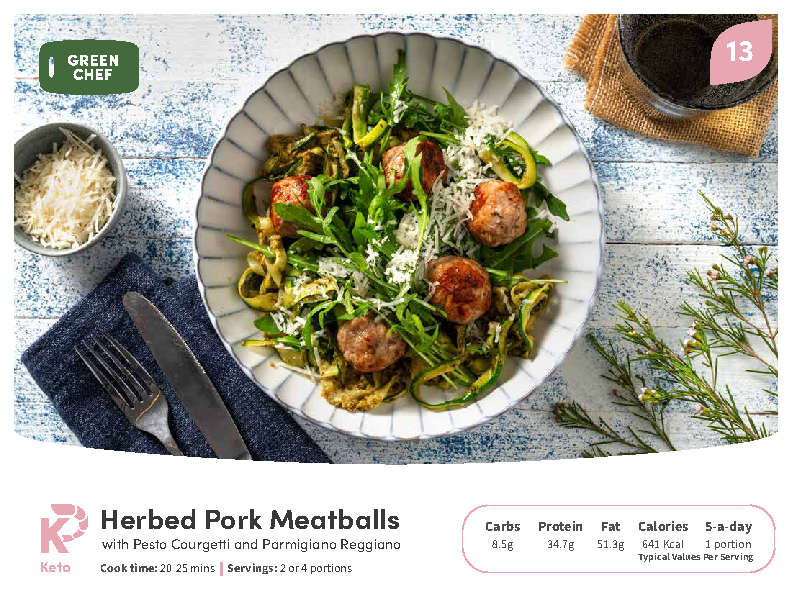 GREEN
CHEF
13
Herbed Pork Meatballs
with Pesto Courgetti and Parmigiano Reggiano
Cook time: 20 25 mins | Servings: 2 or 4 portions
Keto
Carbs Protein Fat Calories 5-a-day
8.5g 34.7g 51.3g 641 Kcal 1 portion
Typical Values Per Serving